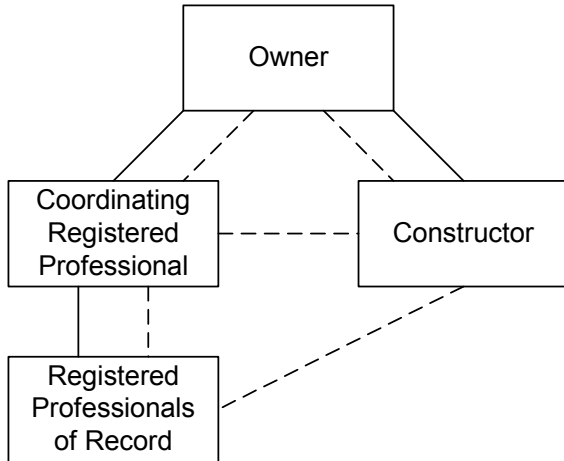 Owner
Coordinating
Registered
Professional
Constructor
Registered
Professionals
of Record